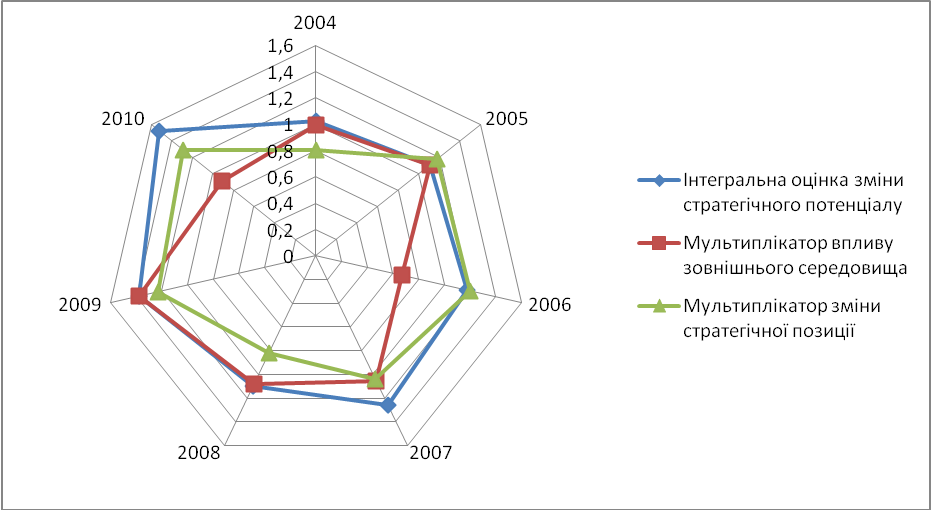 2004
1,6
1,4
1,2
1
0,8
0,6
0,4
0,2
0
2005
2006
2007
2008
2009
2010
Інтегральна оцінка зміни
стратегічного потенціалу
Мультиплікатор впливу
зовнішнього середовища
Мультиплікатор зміни
стратегічної позиції